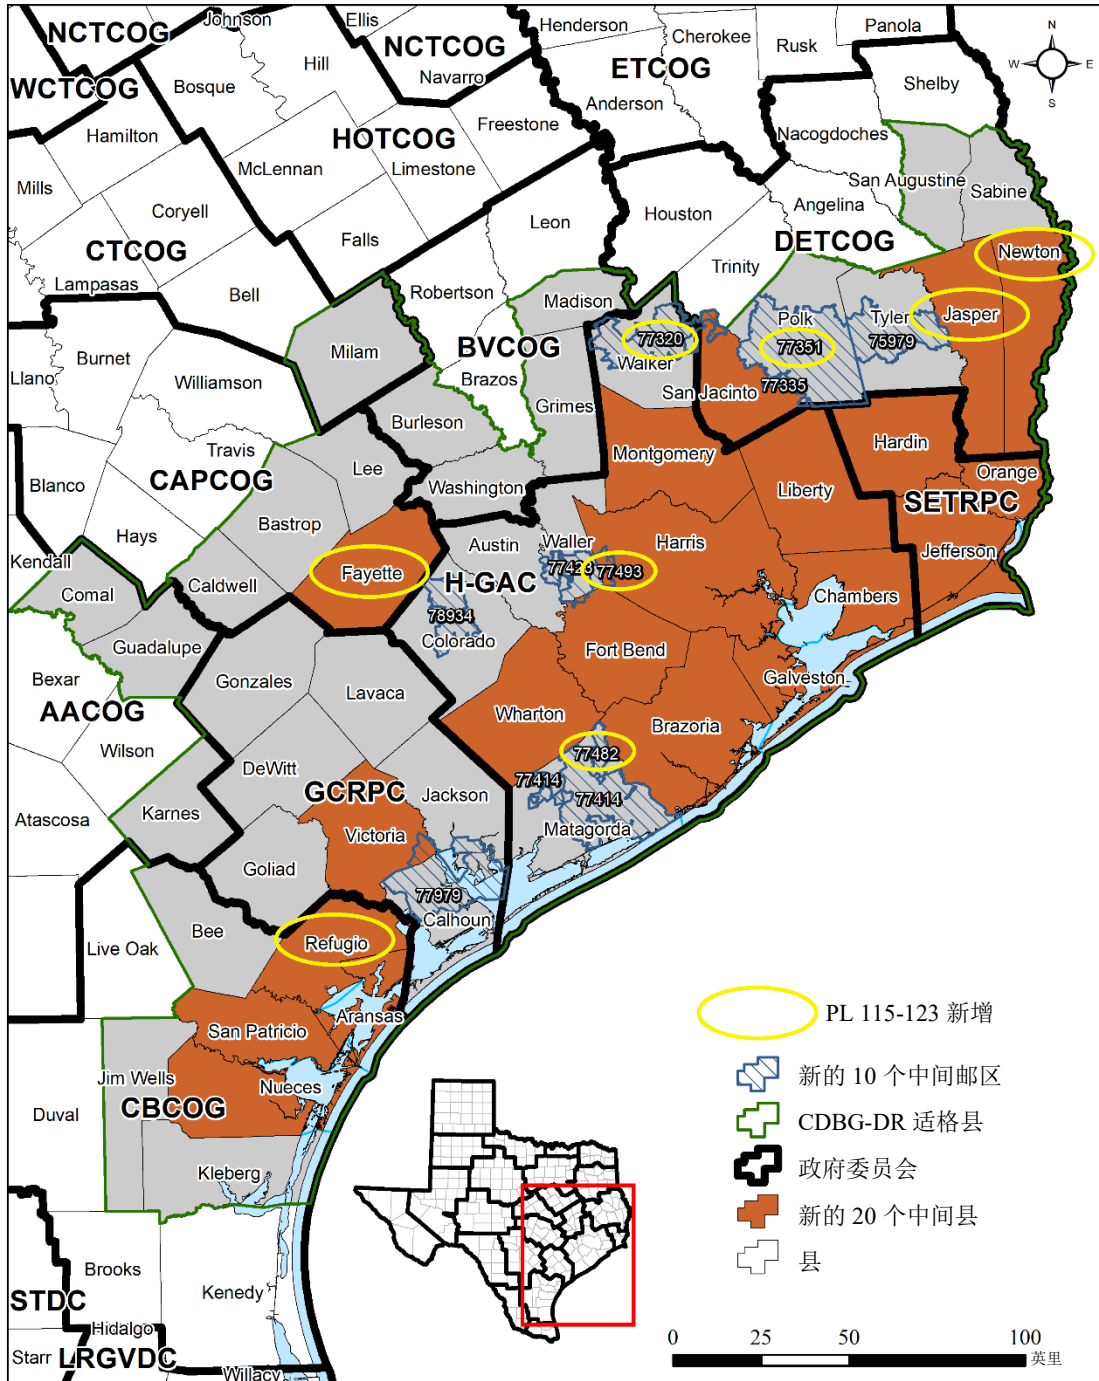 NCTCOG
Johnson
Ellis
Henderson
Cherokee
Panola
Rusk
N
W
E
S
Hill
NCTCOG
Navarro
ETCOG
WCTCOG
Bosque
Anderson
Shelby
Hamilton
HOTCOG
Freestone
Nacogdoches
McLennan
Limestone
San Augustine
Sabine
Mills
Coryell
Leon
Houston
Angelina
CTCOG
Falls
DETCOG
Newton
Lampasas
Bell
Robertson
Trinity
Madison
Polk
Tyler
Jasper
Burnet
Milam
BVCOG
77320
77351
75979
Llano
Williamson
Brazos
Walker
77335
San Jacinto
Grimes
Burleson
Travis
Montgomery
Hardin
Blanco
CAPCOG
Lee
Washington
Liberty
Orange
SETRPC
Bastrop
Hays
Austin
Waller
Harris
Jefferson
Kendall
Fayette
H-GAC
77423
77493
Comal
Caldwell
Chambers
78934
Colorado
Guadalupe
Fort Bend
Bexar
Gonzales
Lavaca
Galveston
AACOG
Wharton
Brazoria
Wilson
77482
DeWitt
77414
GCRPC
Jackson
77414
Karnes
Atascosa
Victoria
Matagorda
Goliad
77979
Calhoun
Bee
Live Oak
Refugio
Aransas
San Patricio
Jim Wells
Nueces
Duval
CBCOG
Kleberg
Brooks
Kenedy
STDC
Hidalgo
Starr
LRGVDC
Willacy
PL 115-123 新增
新的 10 个中间邮区
CDBG-DR 适格县
政府委员会
新的 20 个中间县
县
0 25 50 100
英里